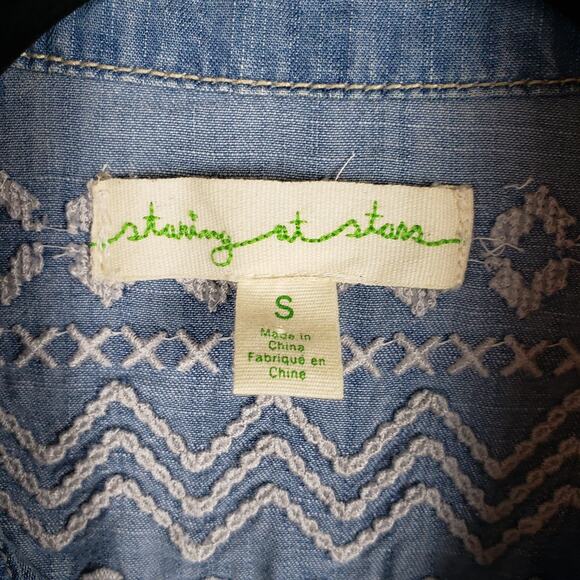 staring at stars
S
Made in
China
Fabriqué en
Chine